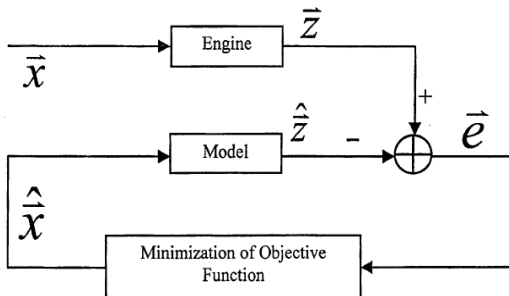 Engine
z⃗
x⃗
+
Model
ẑ⃗
-
e⃗
x̂⃗
Minimization of Objective
Function